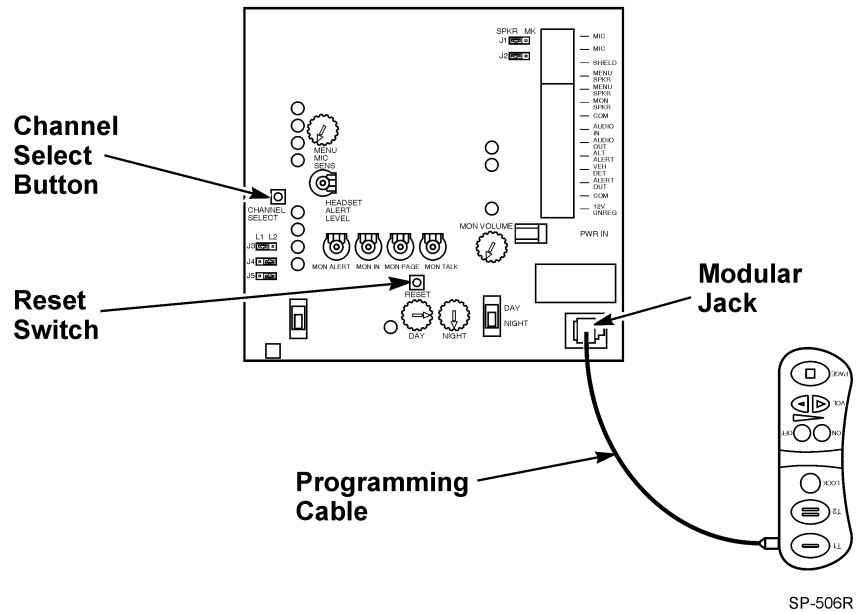 SPKR MK
J1
J2
MIC
MIC
SHIELD
MENU
SPKR
MENU
SPKR
MON
SPKR
COM
AUDIO
IN
AUDIO
OUT
ALT
ALERT
VEH
DET
ALERT
OUT
COM
12V
UNREG
PWR IN
Channel
Select
Button
MENU
MIC
SENS
HEADSET
ALERT
LEVEL
CHANNEL
SELECT
L1 L2
J3
J4
J5
MON VOLUME
MON ALERT
MON IN
MON PAGE
MON TALK
RESET
DAY
NIGHT
DAY
NIGHT
Reset
Switch
Modular
Jack
Programming
Cable
PAGE
VOL
ON
OFF
LOCK
T2
T1
SP-506R